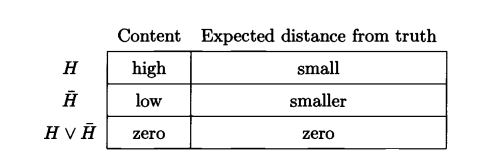 Content Expected distance from truth
H high small
H̄ low smaller
H ∨ H̄ zero zero